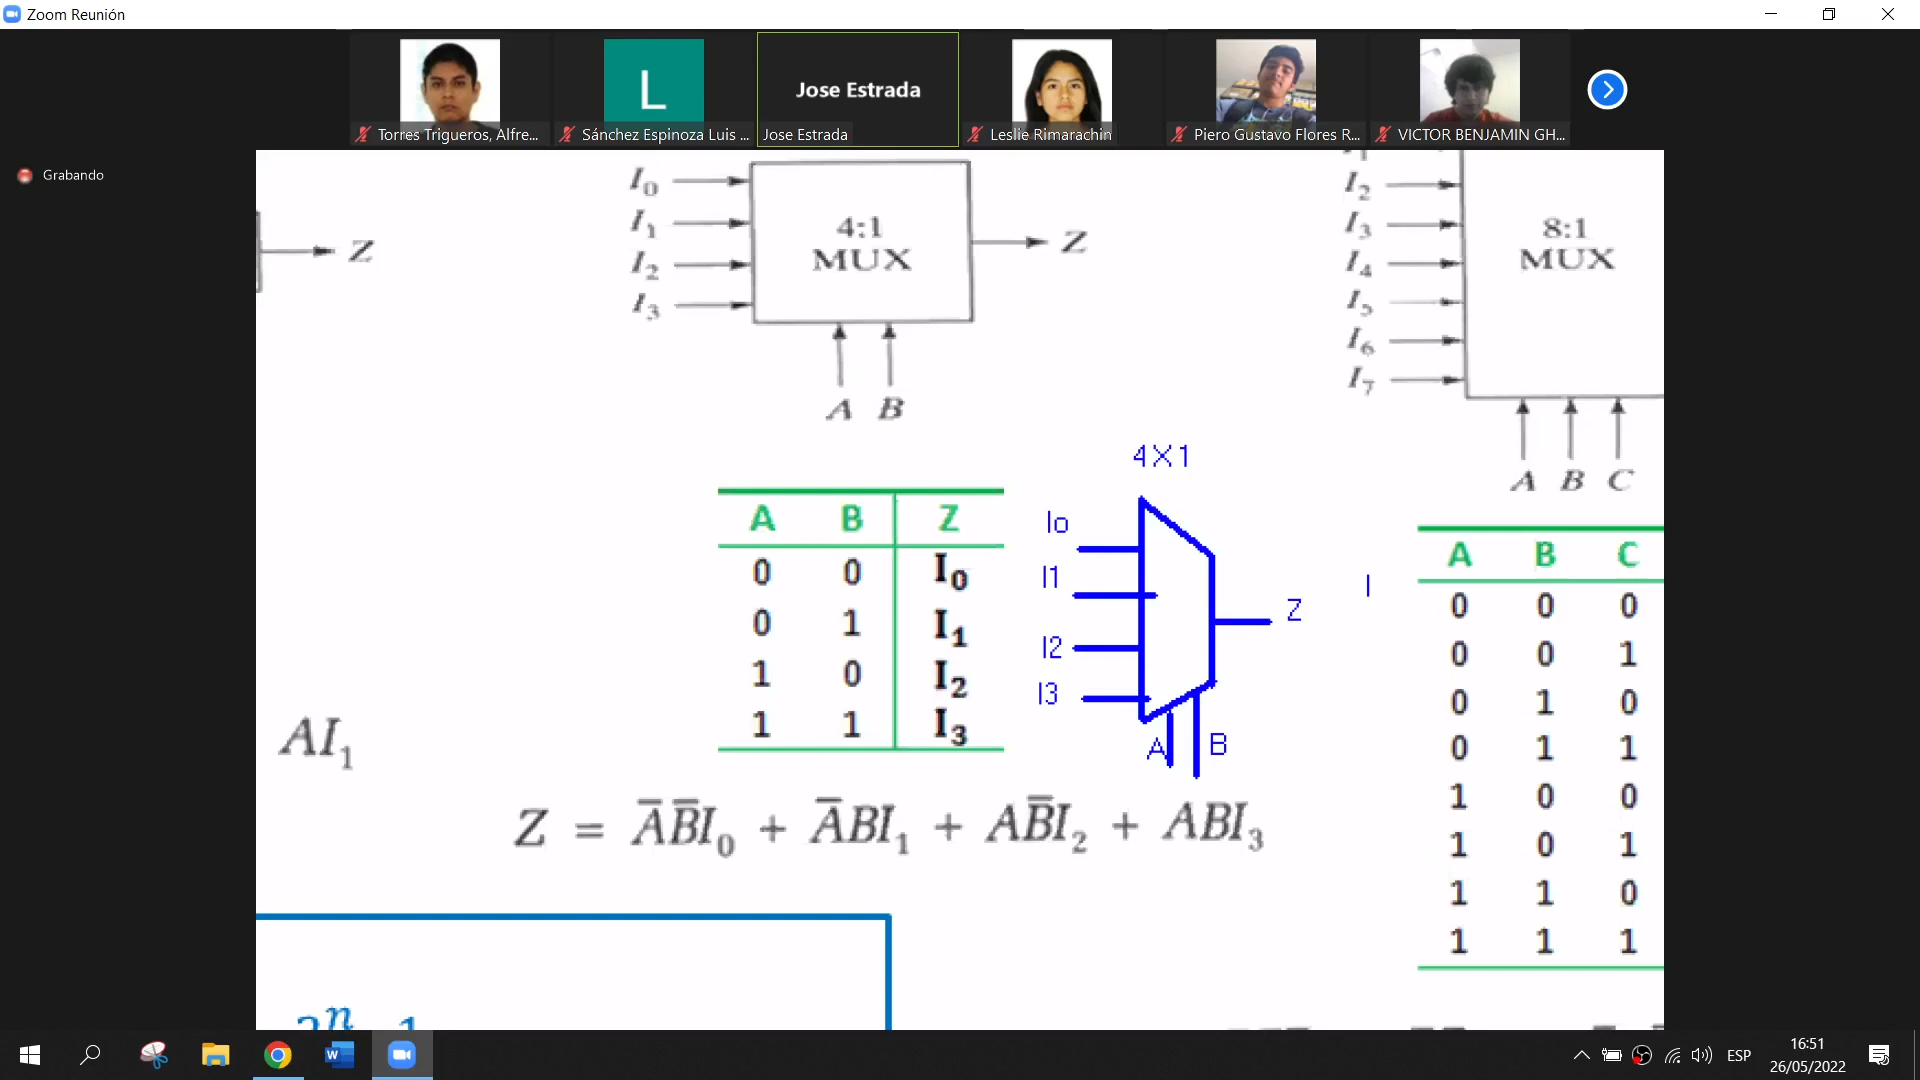 Zoom Reunión
L
Jose Estrada
Torres Trigueros, Alfre...
Sánchez Espinoza Luis ...
Jose Estrada
Leslie Rimarachin
Piero Gustavo Flores R...
VICTOR BENJAMIN GH...
Grabando
Z
I0
I1
I2
I3
4:1
MUX
Z
A B
I2
I3
I4
I5
I6
I7
8:1
MUX
A B C
4X1
A B Z
0 0 I0
0 1 I1
1 0 I2
1 1 I3
Io
I1
I2
I3
Z
A B
I
A B C
0 0 0
0 0 1
0 1 0
0 1 1
1 0 0
1 0 1
1 1 0
1 1 1
AI₁
Z = A̅B̅I₀ + A̅BI₁ + AB̅I₂ + ABI₃
ESP
16:51
26/05/2022